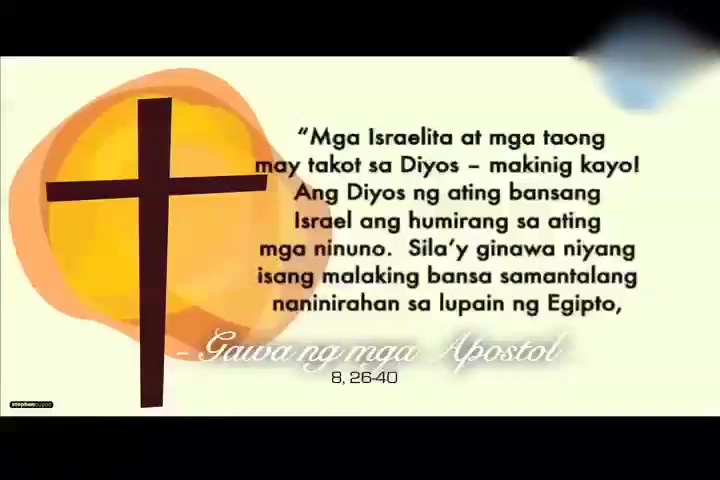 “Mga Israelita at mga taong
may takot sa Diyos – makinig kayo!
Ang Diyos ng ating bansang
Israel ang humirang sa ating
mga ninuno. Sila’y ginawa niyang
isang malaking bansa samantalang
naninirahan sa lupain ng Egipto,
- Gawa ng mga Apostol -
8, 26-40
stephencuyos